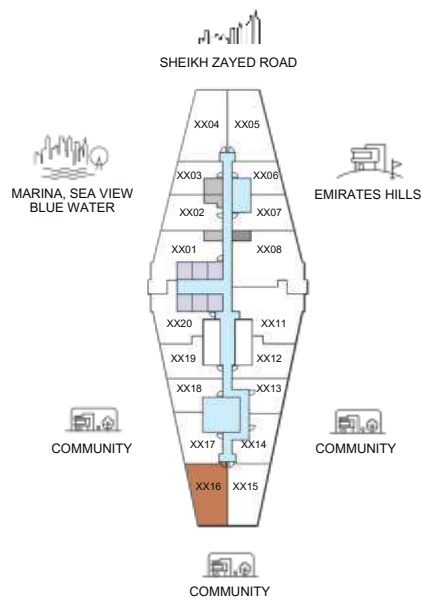 SHEIKH ZAYED ROAD
XX04
XX05
XX03
XX06
MARINA, SEA VIEW
BLUE WATER
EMIRATES HILLS
XX02
XX07
XX01
XX08
XX20
XX11
XX19
XX12
XX18
XX13
COMMUNITY
COMMUNITY
XX17
XX14
XX16
XX15
COMMUNITY